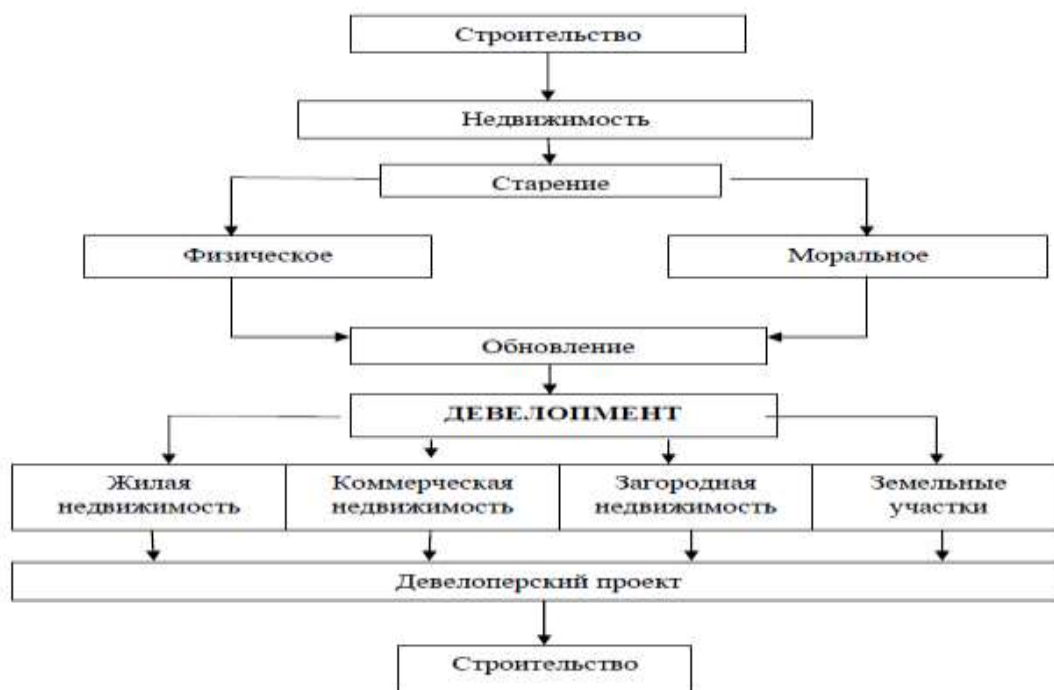 Строительство
Недвижимость
Старение
Физическое
Моральное
Обновление
ДЕВЕЛОПМЕНТ
Жилая
недвижимость
Коммерческая
недвижимость
Загородная
недвижимость
Земельные
участки
Девелоперский проект
Строительство